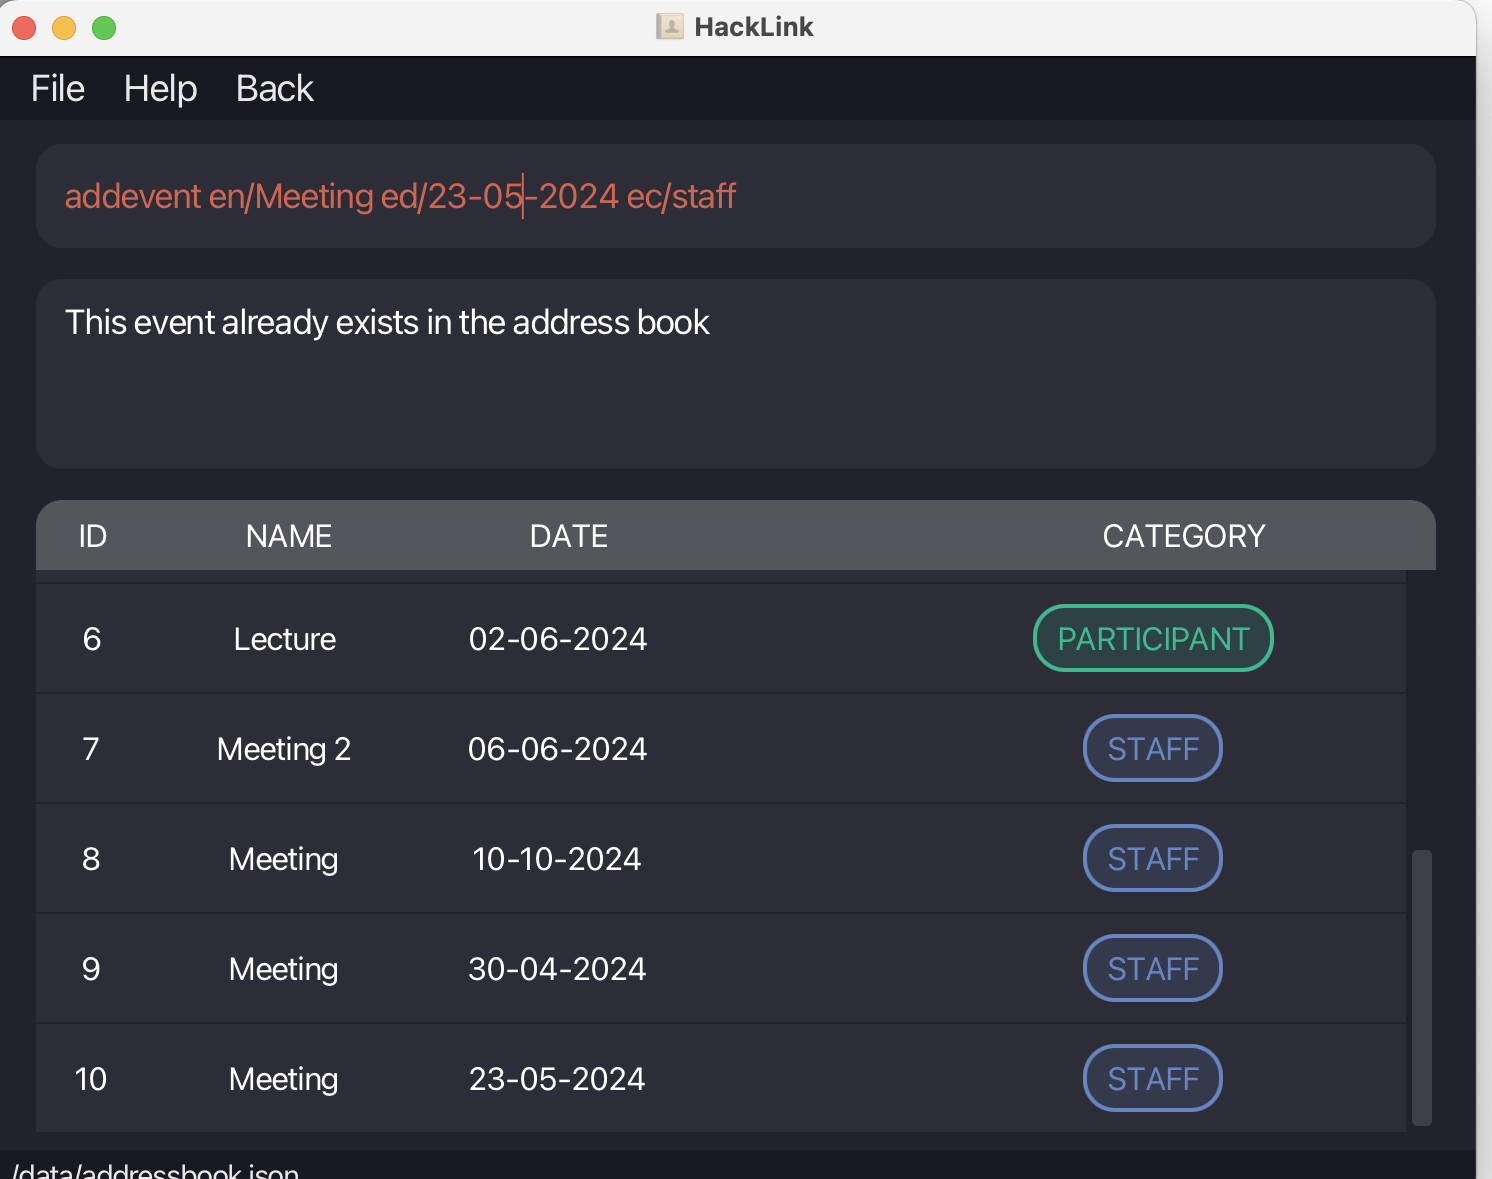 HackLink
File Help Back
addevent en/Meeting ed/23-05-2024 ec/staff
This event already exists in the address book
ID NAME DATE CATEGORY
6 Lecture 02-06-2024 PARTICIPANT
7 Meeting 2 06-06-2024 STAFF
8 Meeting 10-10-2024 STAFF
9 Meeting 30-04-2024 STAFF
10 Meeting 23-05-2024 STAFF
/data/addressbook.json